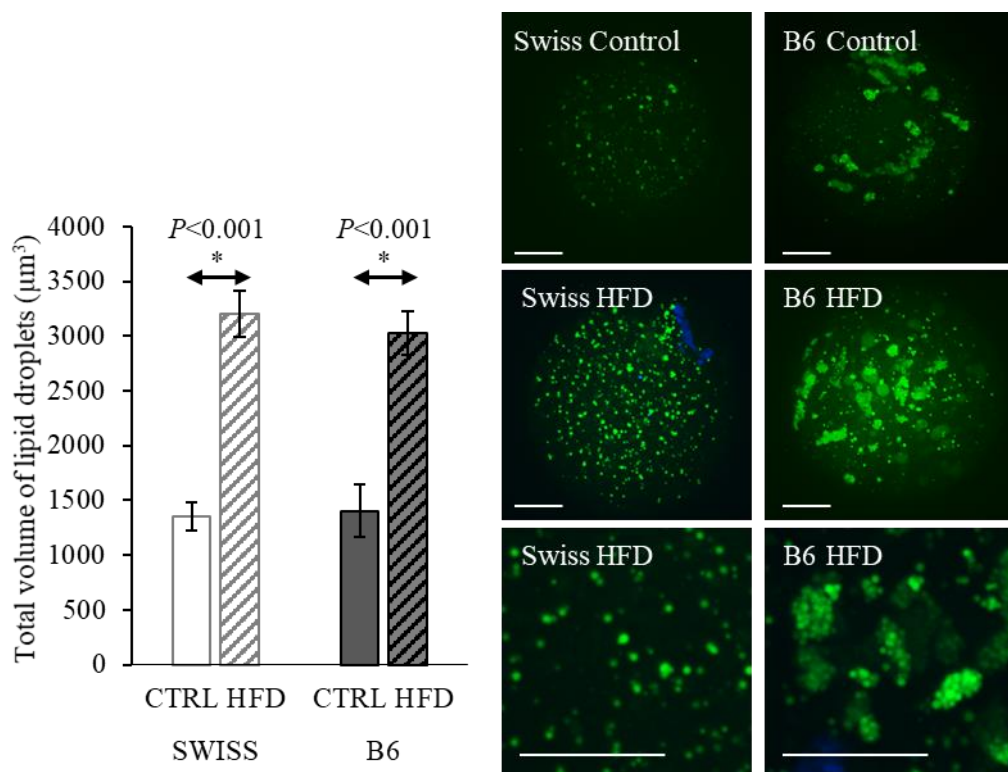 Total volume of lipid droplets (µm³)
4000
3500
3000
2500
2000
1500
1000
500
0
P<0.001
*
P<0.001
*
CTRL HFD
CTRL HFD
SWISS
B6
Swiss Control
B6 Control
Swiss HFD
B6 HFD
Swiss HFD
B6 HFD